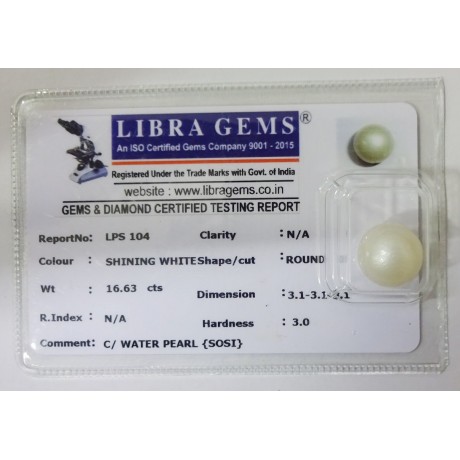 LIBRA GEMS®
An ISO Certified Gems Company 9001 - 2015
Registered Under the Trade Marks with Govt. of India
website : www.libragems.co.in
GEMS & DIAMOND CERTIFIED TESTING REPORT
ReportNo: LPS 104 Clarity : N/A
Colour : SHINING WHITE Shape/cut : ROUND
Wt : 16.63 cts Dimension : 3.1-3.1-3.1
R.Index : N/A Hardness : 3.0
Comment: C/ WATER PEARL {SOSI}